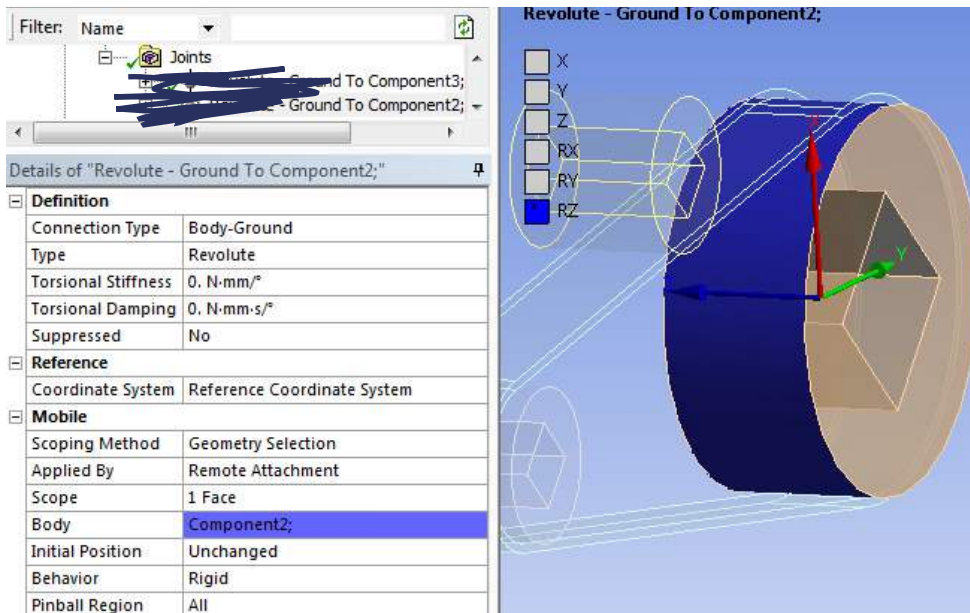 Filter: Name
Joints
nd To Component3;
- Ground To Component2;
Details of "Revolute - Ground To Component2;"
Definition
Connection Type Body-Ground
Type Revolute
Torsional Stiffness 0. N·mm/°
Torsional Damping 0. N·mm·s/°
Suppressed No
Reference
Coordinate System Reference Coordinate System
Mobile
Scoping Method Geometry Selection
Applied By Remote Attachment
Scope 1 Face
Body Component2;
Initial Position Unchanged
Behavior Rigid
Pinball Region All
Revolute - Ground To Component2;
X
Y
Z
RX
RY
RZ
Y